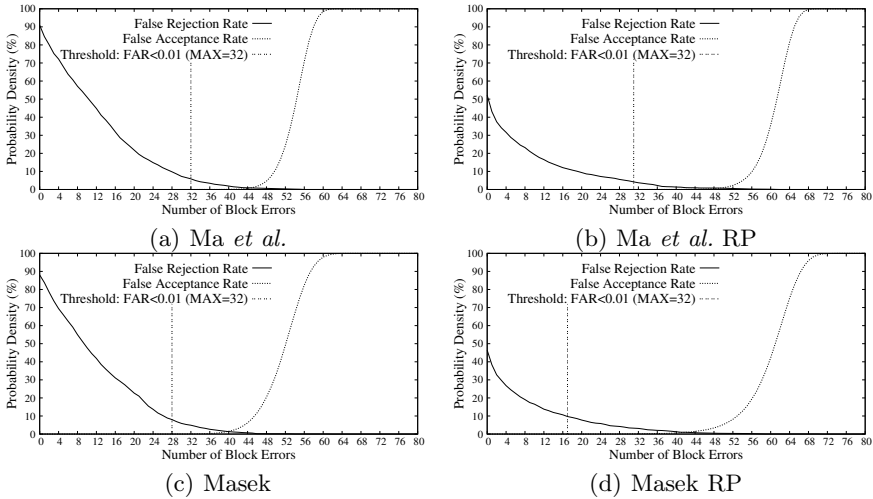 False Rejection Rate
False Acceptance Rate
Threshold: FAR<0.01 (MAX=32)
Probability Density (%)
100
90
80
70
60
50
40
30
20
10
0
0 4 8 12 16 20 24 28 32 36 40 44 48 52 56 60 64 68 72 76 80
Number of Block Errors
(a) Ma et al.
False Rejection Rate
False Acceptance Rate
Threshold: FAR<0.01 (MAX=32)
Probability Density (%)
100
90
80
70
60
50
40
30
20
10
0
0 4 8 12 16 20 24 28 32 36 40 44 48 52 56 60 64 68 72 76 80
Number of Block Errors
(b) Ma et al. RP
False Rejection Rate
False Acceptance Rate
Threshold: FAR<0.01 (MAX=32)
Probability Density (%)
100
90
80
70
60
50
40
30
20
10
0
0 4 8 12 16 20 24 28 32 36 40 44 48 52 56 60 64 68 72 76 80
Number of Block Errors
(c) Masek
False Rejection Rate
False Acceptance Rate
Threshold: FAR<0.01 (MAX=32)
Probability Density (%)
100
90
80
70
60
50
40
30
20
10
0
0 4 8 12 16 20 24 28 32 36 40 44 48 52 56 60 64 68 72 76 80
Number of Block Errors
(d) Masek RP